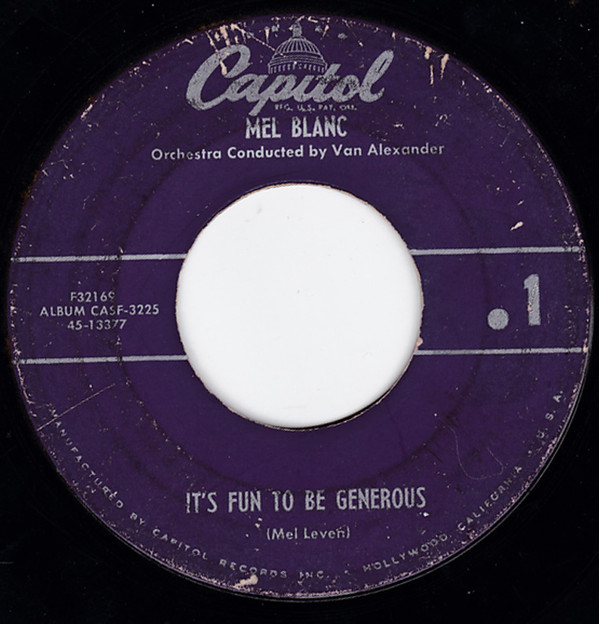 Capitol
REG. U.S. PAT. OFF.
MEL BLANC
Orchestra Conducted by Van Alexander
F32169
ALBUM CASF-3225
45-13377
.1
IT'S FUN TO BE GENEROUS
(Mel Leven)
MANUFACTURED BY CAPITOL RECORDS INC. • HOLLYWOOD, CALIFORNIA • U.S.A.